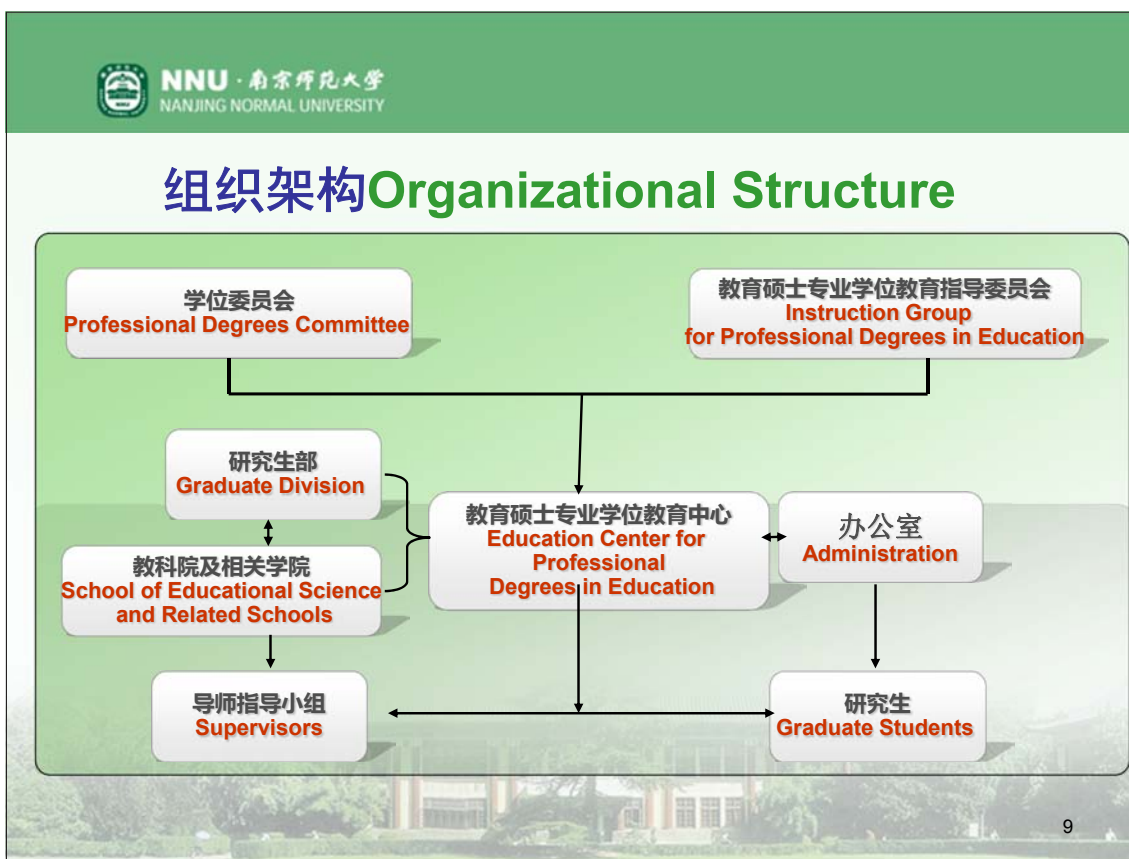 NNU·南京师范大学
NANJING NORMAL UNIVERSITY
组织架构Organizational Structure
学位委员会
Professional Degrees Committee
教育硕士专业学位教育指导委员会
Instruction Group
for Professional Degrees in Education
研究生部
Graduate Division
教科院及相关学院
School of Educational Science
and Related Schools
教育硕士专业学位教育中心
Education Center for
Professional
Degrees in Education
办公室
Administration
导师指导小组
Supervisors
研究生
Graduate Students
9